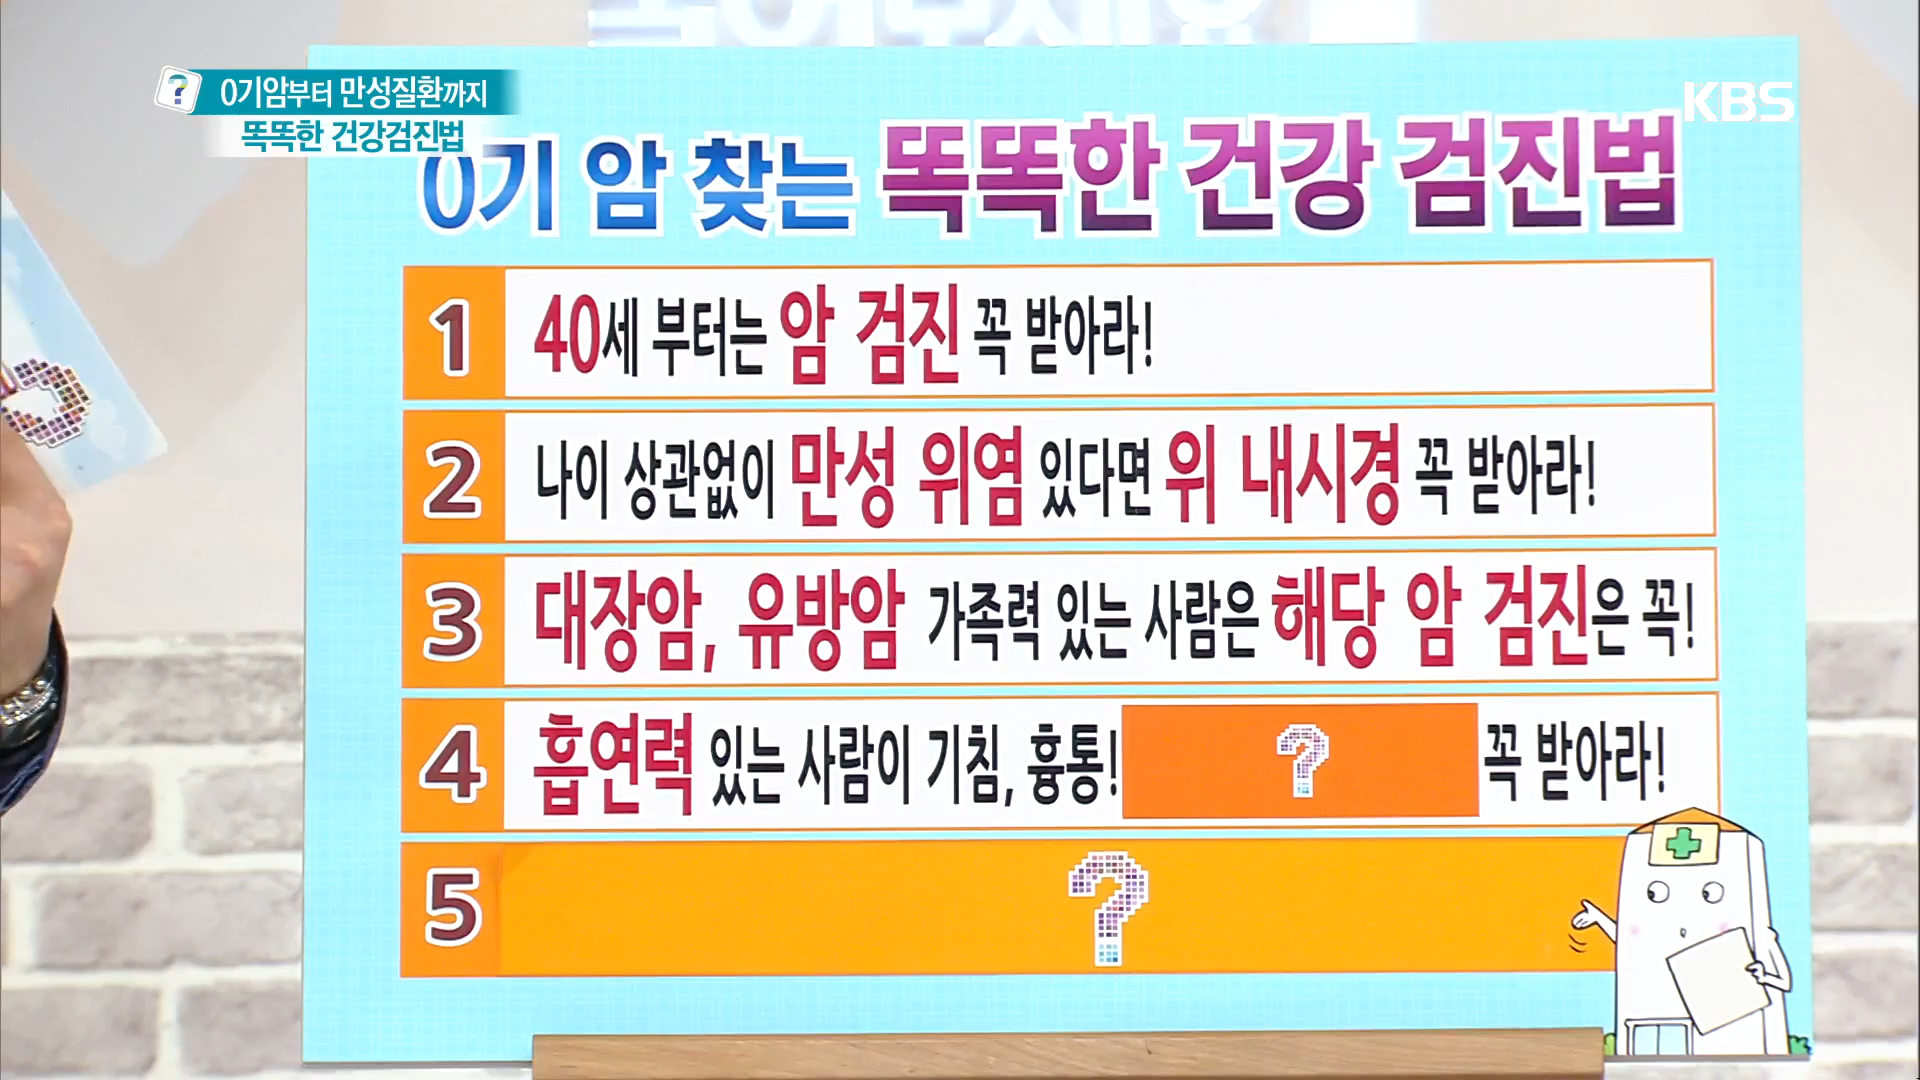 0기암부터 만성질환까지
똑똑한 건강검진법
KBS
0기 암 찾는 똑똑한 건강 검진법
1 40세 부터는 암 검진 꼭 받아라!
2 나이 상관없이 만성 위염 있다면 위 내시경 꼭 받아라!
3 대장암, 유방암 가족력 있는 사람은 해당 암 검진은 꼭!
4 흡연력 있는 사람이 기침, 흉통! ? 꼭 받아라!
5 ?